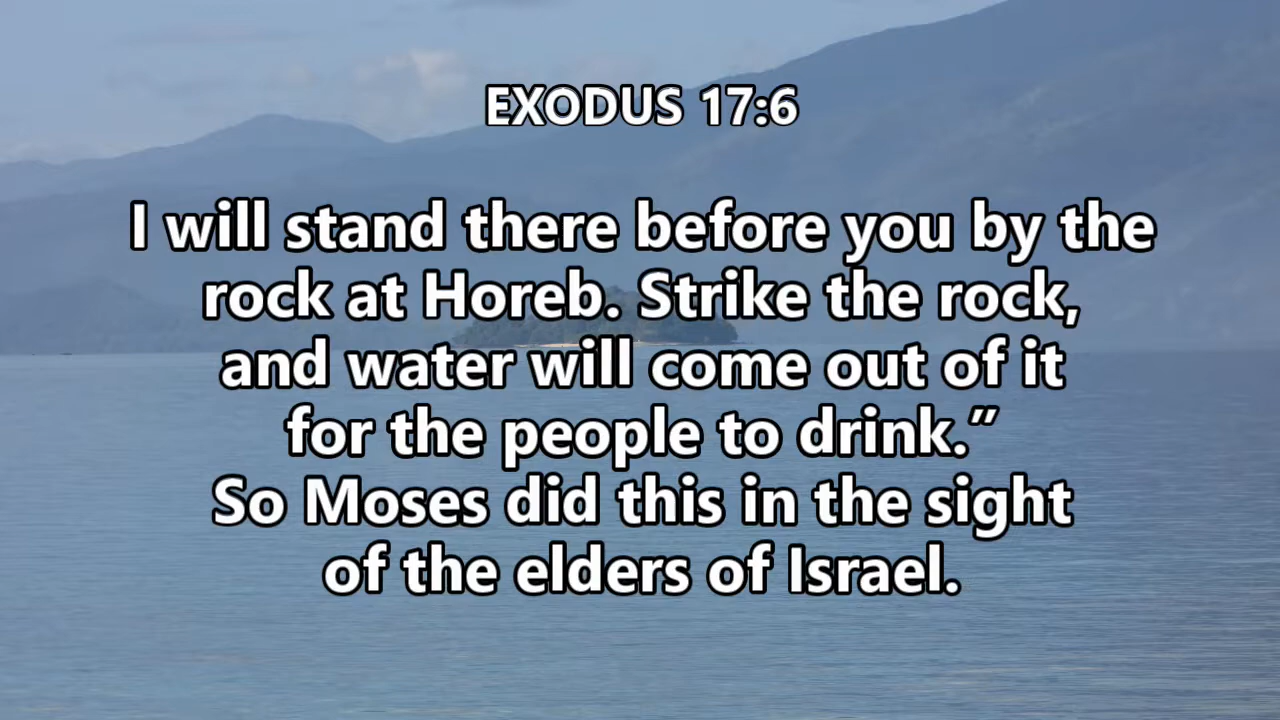 EXODUS 17:6
I will stand there before you by the
rock at Horeb. Strike the rock,
and water will come out of it
for the people to drink.”
So Moses did this in the sight
of the elders of Israel.